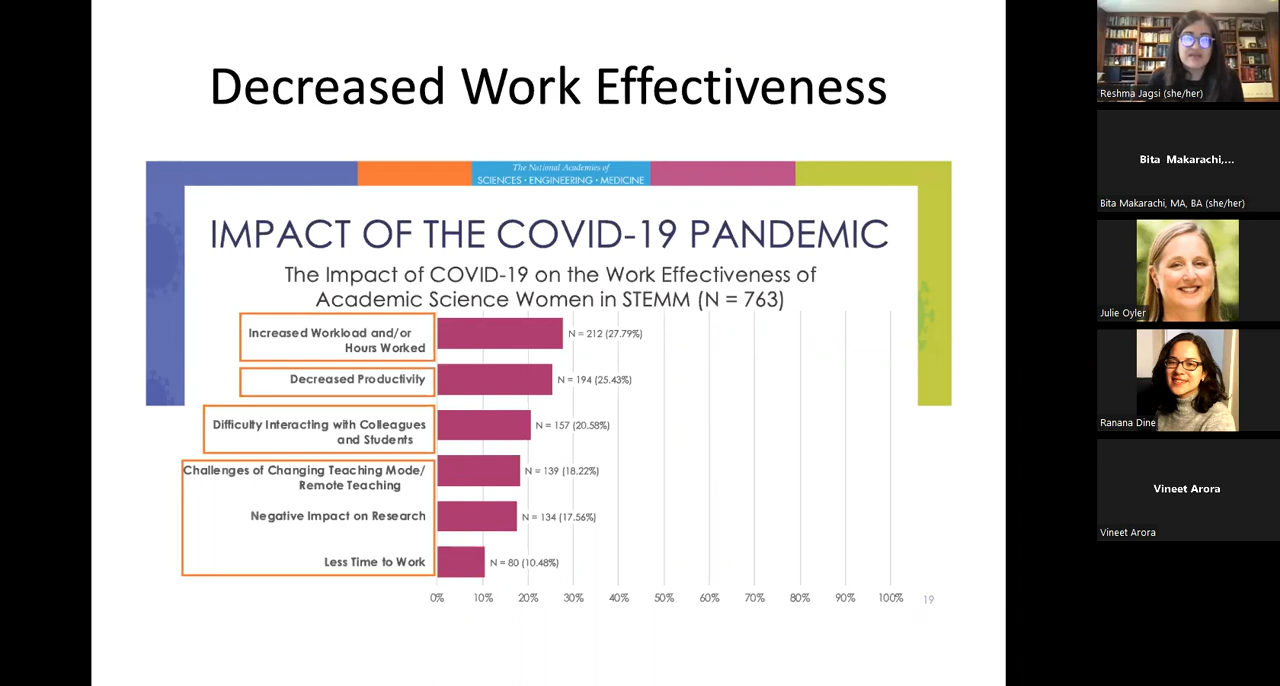 Decreased Work Effectiveness
The National Academies of
SCIENCES • ENGINEERING • MEDICINE
IMPACT OF THE COVID-19 PANDEMIC
The Impact of COVID-19 on the Work Effectiveness of
Academic Science Women in STEMM (N = 763)
Increased Workload and/or
Hours Worked
N = 212 (27.79%)
Decreased Productivity
N = 194 (25.43%)
Difficulty Interacting with Colleagues
and Students
N = 157 (20.58%)
Challenges of Changing Teaching Mode/
Remote Teaching
N = 139 (18.22%)
Negative Impact on Research
N = 134 (17.56%)
Less Time to Work
N = 80 (10.48%)
0% 10% 20% 30% 40% 50% 60% 70% 80% 90% 100%
19
Reshma Jagsi (she/her)
Bita Makarachi,...
Bita Makarachi, MA, BA (she/her)
Julie Oyler
Ranana Dine
Vineet Arora
Vineet Arora